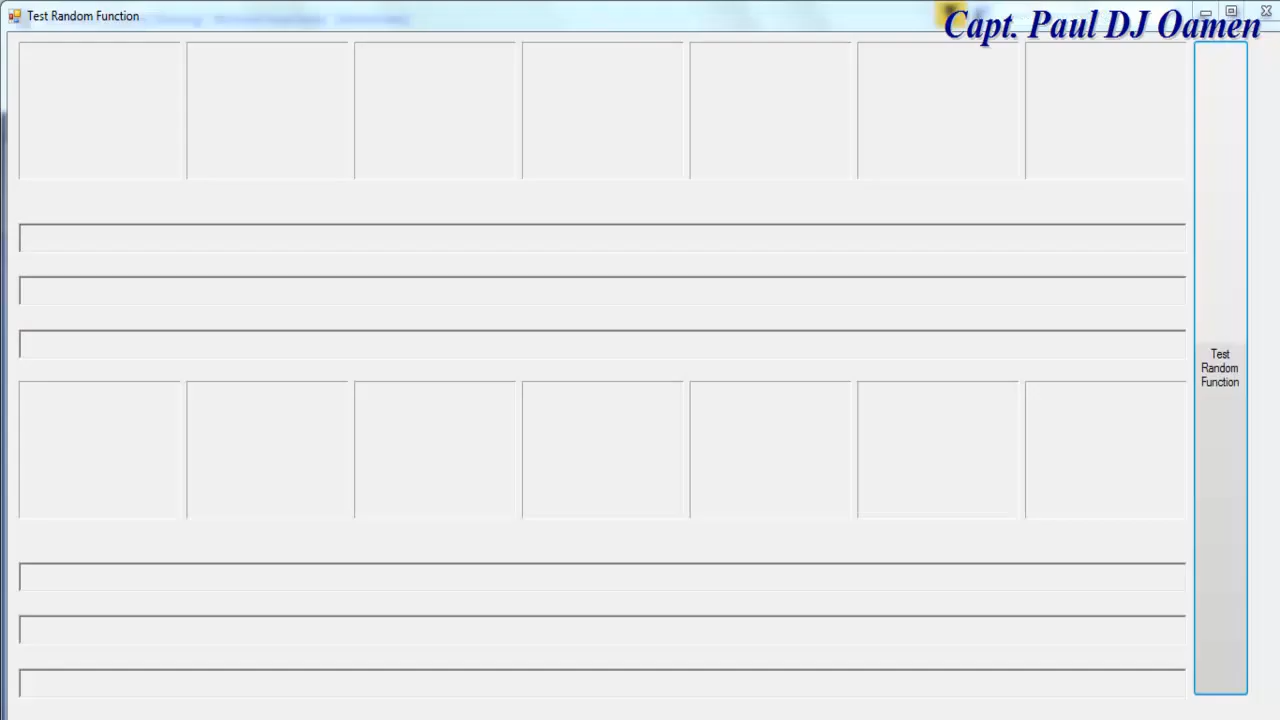 Test Random Function
Capt. Paul DJ Oamen
Test
Random
Function